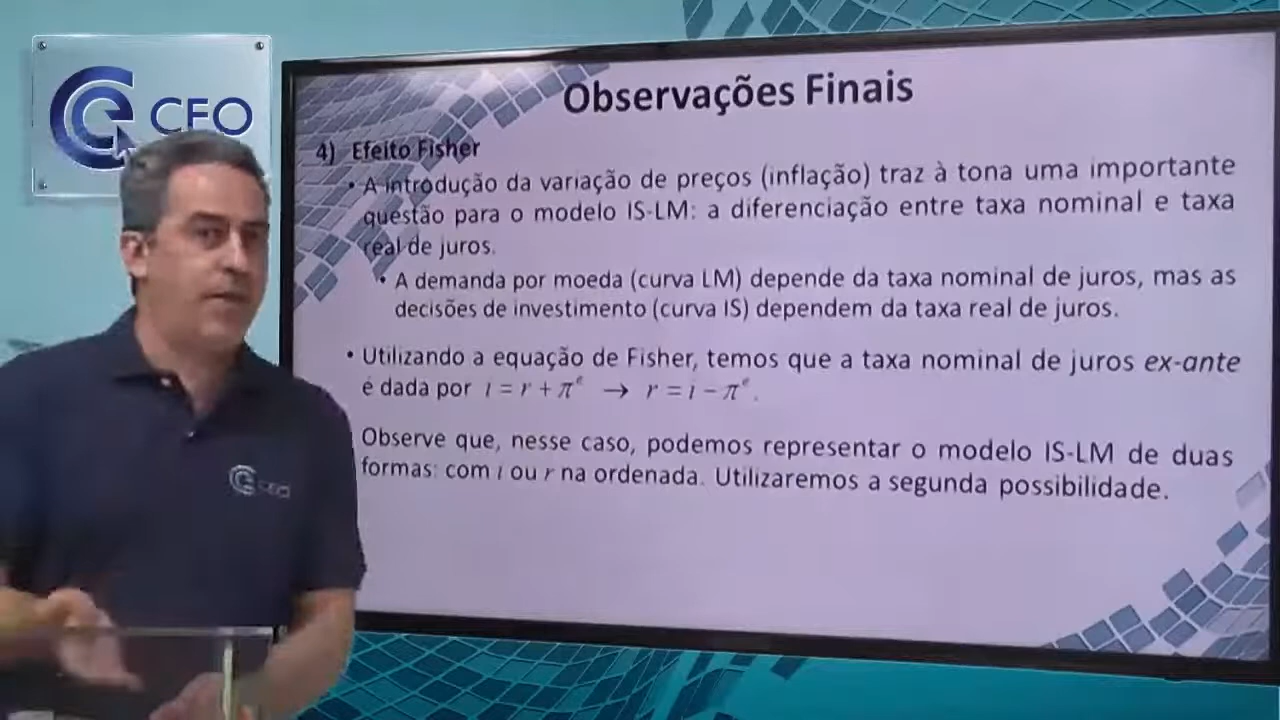 CEO
Observações Finais
4) Efeito Fisher
• A introdução da variação de preços (inflação) traz à tona uma importante
questão para o modelo IS-LM: a diferenciação entre taxa nominal e taxa
real de juros.
• A demanda por moeda (curva LM) depende da taxa nominal de juros, mas as
decisões de investimento (curva IS) dependem da taxa real de juros.
• Utilizando a equação de Fisher, temos que a taxa nominal de juros ex-ante
é dada por i = r + πᵉ → r = i − πᵉ.
Observe que, nesse caso, podemos representar o modelo IS-LM de duas
formas: com i ou r na ordenada. Utilizaremos a segunda possibilidade.